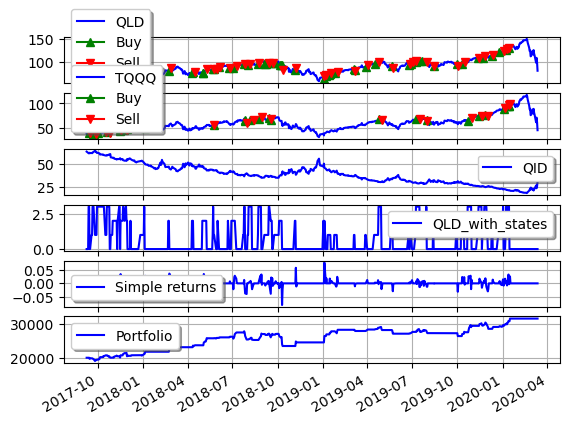 QLD
Buy
Sell
150
100
TQQQ
Buy
Sell
100
50
QID
50
25
QLD_with_states
2.5
0.0
Simple returns
0.05
0.00
−0.05
Portfolio
30000
20000
2017-10
2018-01
2018-04
2018-07
2018-10
2019-01
2019-04
2019-07
2019-10
2020-01
2020-04